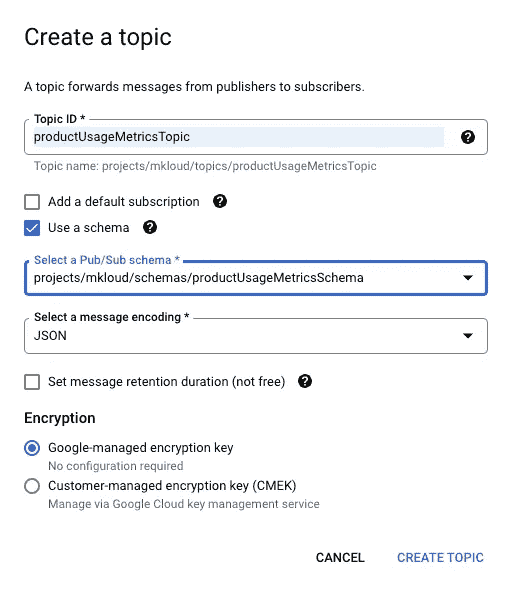 Create a topic
A topic forwards messages from publishers to subscribers.
Topic ID *
productUsageMetricsTopic
?
Topic name: projects/mkloud/topics/productUsageMetricsTopic
Add a default subscription ?
Use a schema ?
Select a Pub/Sub schema *
projects/mkloud/schemas/productUsageMetricsSchema
Select a message encoding *
JSON
Set message retention duration (not free) ?
Encryption
Google-managed encryption key
No configuration required
Customer-managed encryption key (CMEK)
Manage via Google Cloud key management service
CANCEL CREATE TOPIC